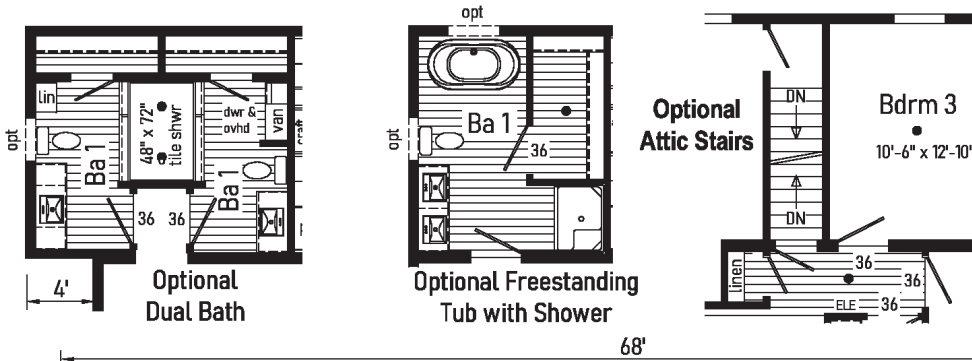 opt
lin
48" x 72"
tile shwr
dwr &
ovhd
van
craft
opt
Ba 1
Ba 1
36
36
4'
Optional
Dual Bath
opt
opt
Ba 1
36
Optional Freestanding
Tub with Shower
Optional
Attic Stairs
DN
DN
Bdrm 3
10'-6" x 12'-10"
linen
36
36
ELE
36
68'